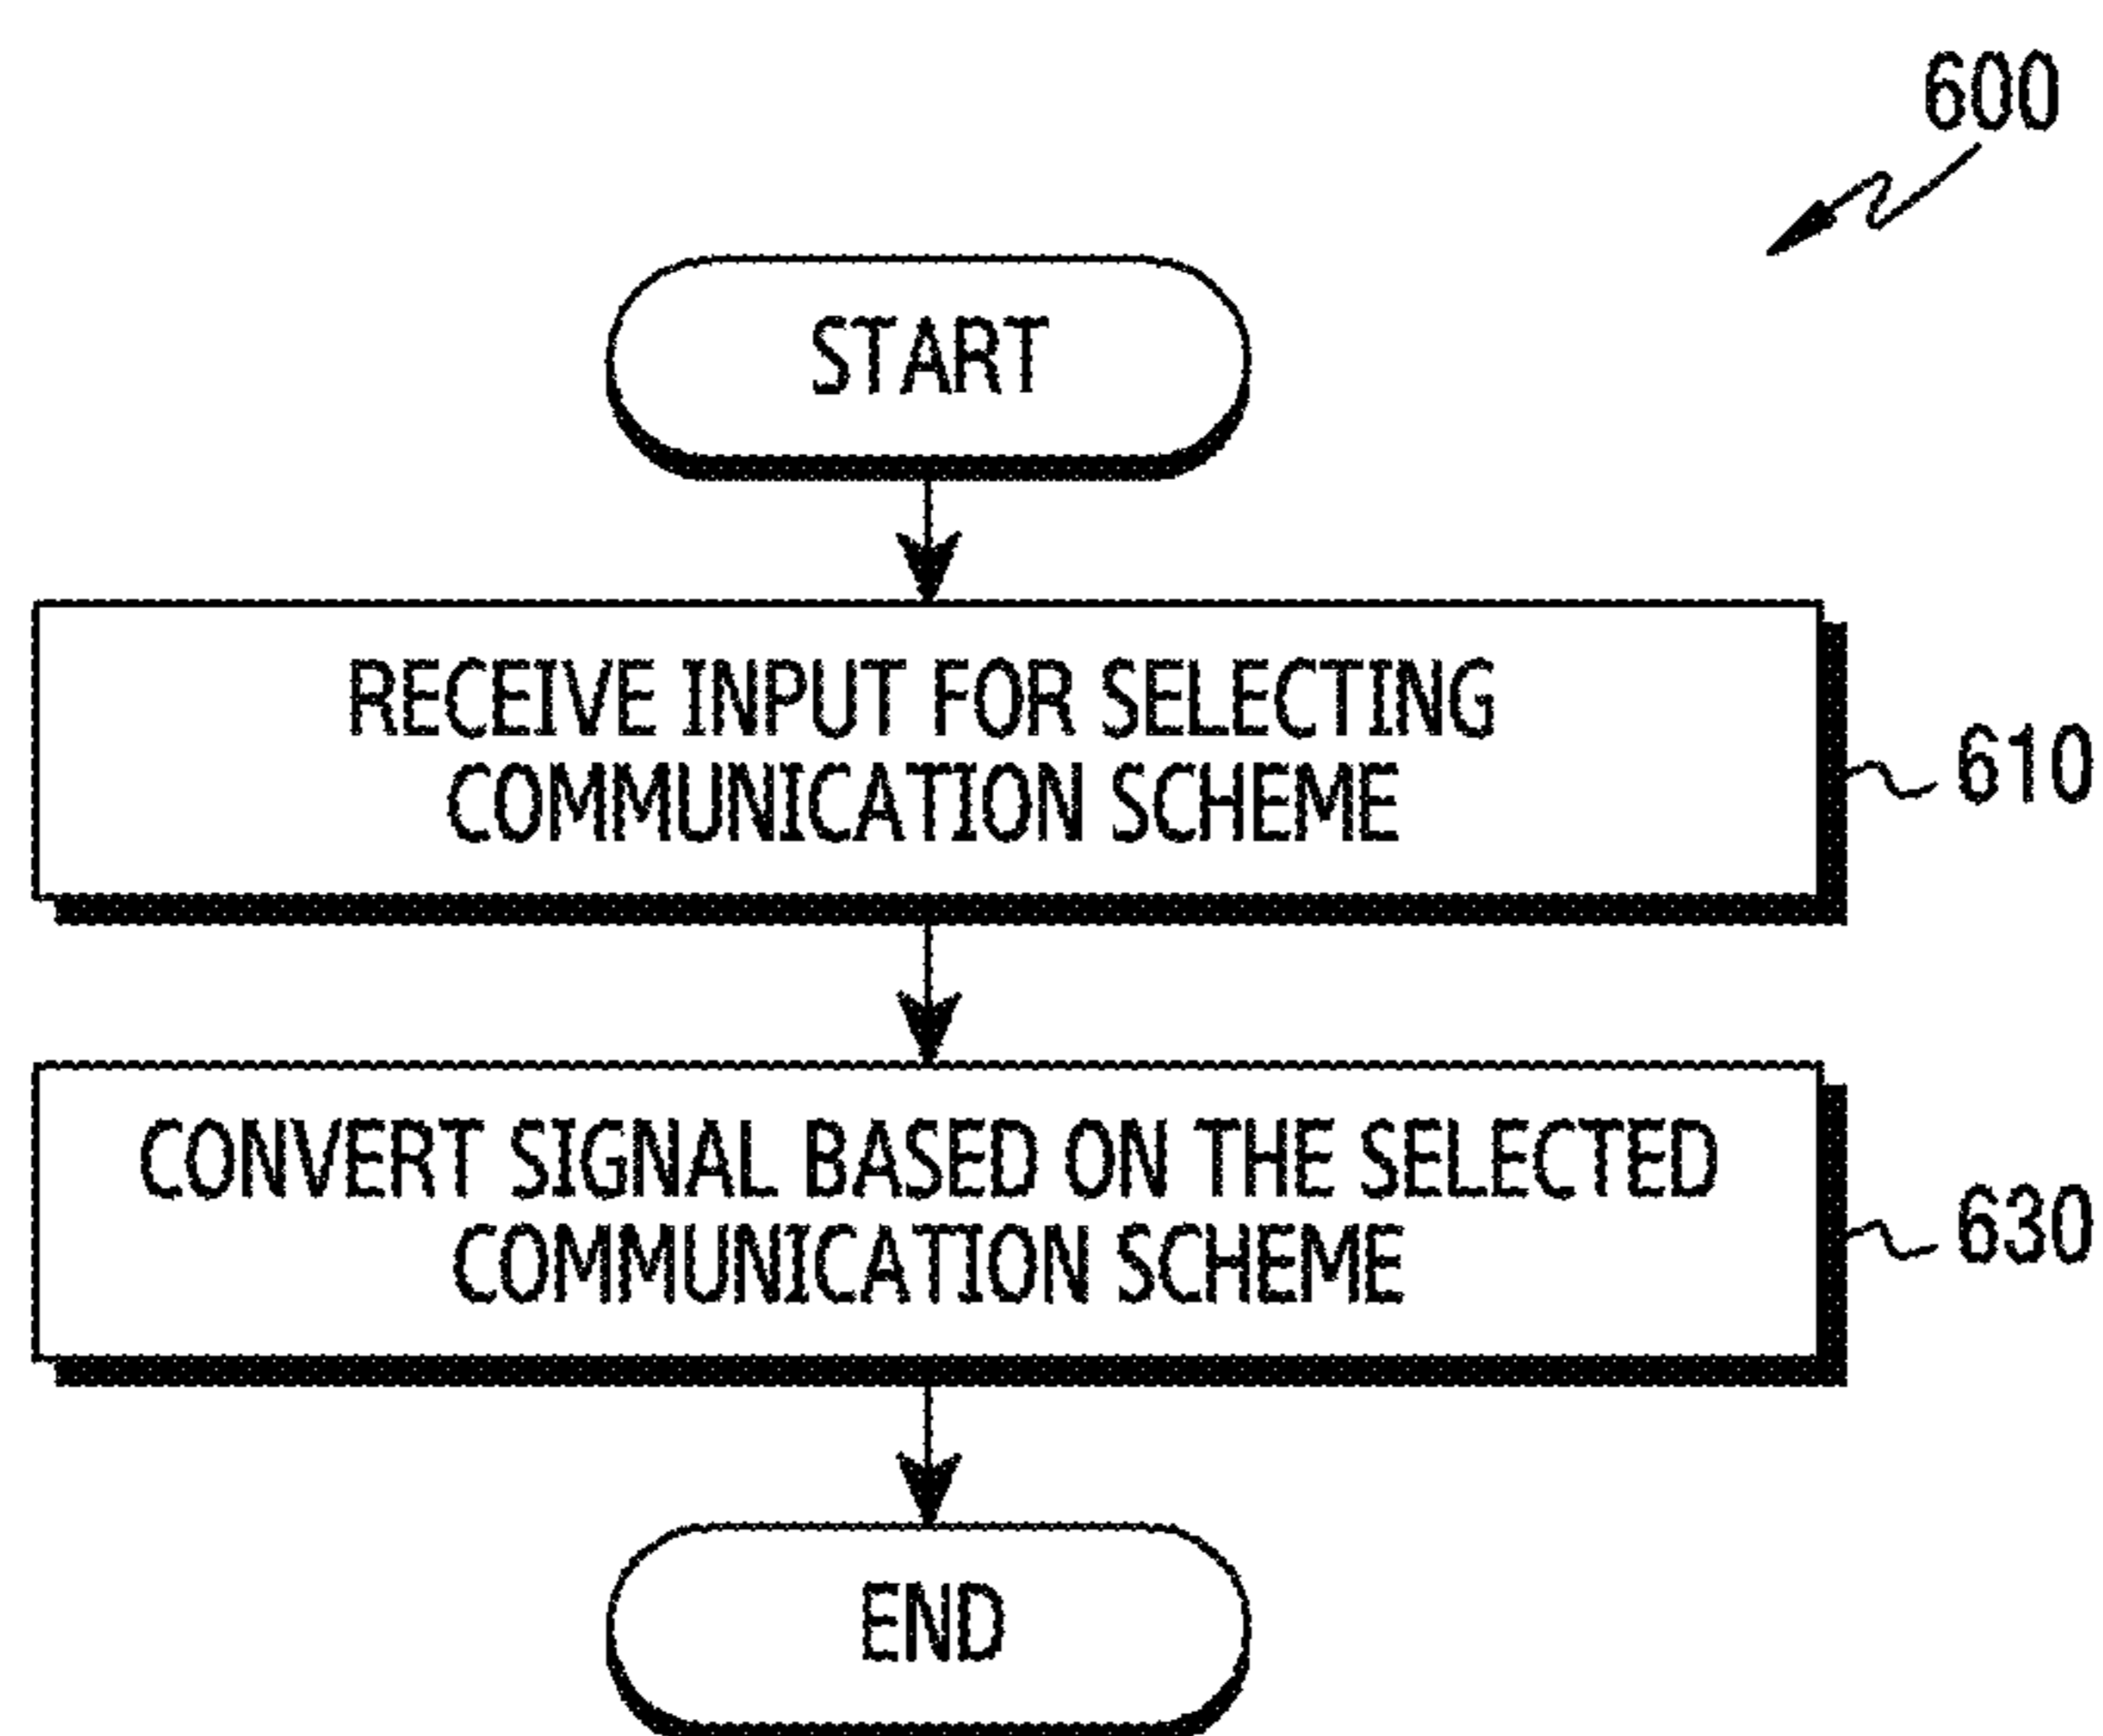 600
START
RECEIVE INPUT FOR SELECTING
COMMUNICATION SCHEME
610
CONVERT SIGNAL BASED ON THE SELECTED
COMMUNICATION SCHEME
630
END